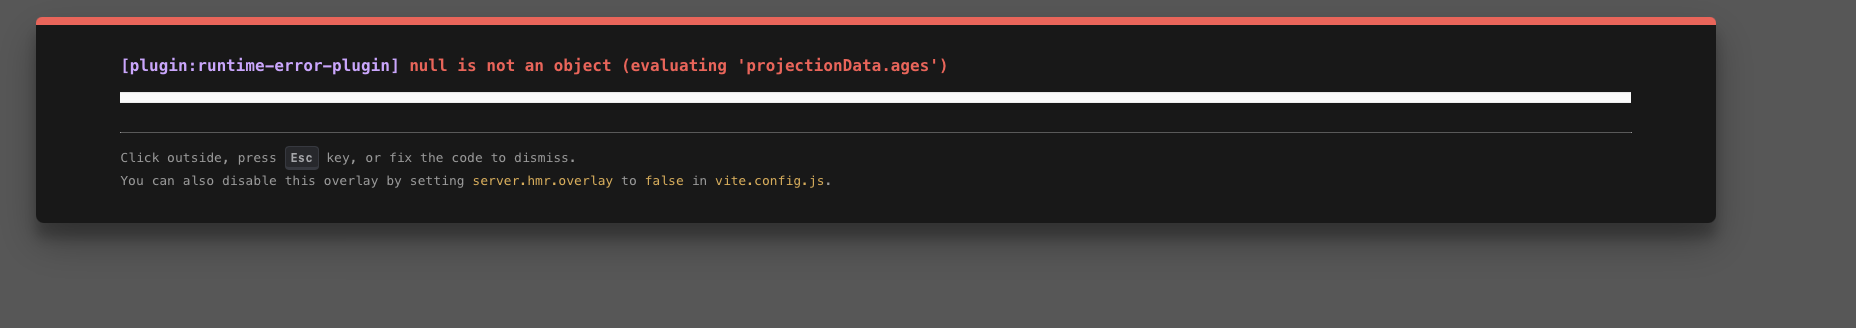 [plugin:runtime-error-plugin] null is not an object (evaluating 'projectionData.ages')
Click outside, press Esc key, or fix the code to dismiss.
You can also disable this overlay by setting server.hmr.overlay to false in vite.config.js.